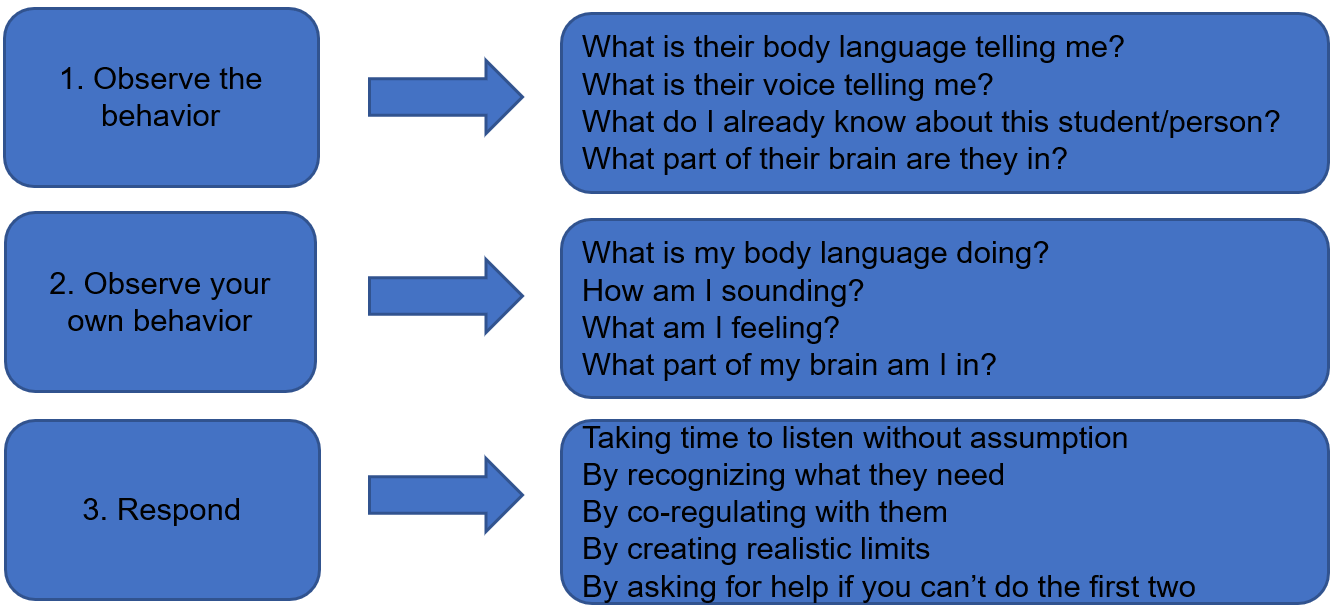 1. Observe the
behavior
What is their body language telling me?
What is their voice telling me?
What do I already know about this student/person?
What part of their brain are they in?
2. Observe your
own behavior
What is my body language doing?
How am I sounding?
What am I feeling?
What part of my brain am I in?
3. Respond
Taking time to listen without assumption
By recognizing what they need
By co-regulating with them
By creating realistic limits
By asking for help if you can’t do the first two